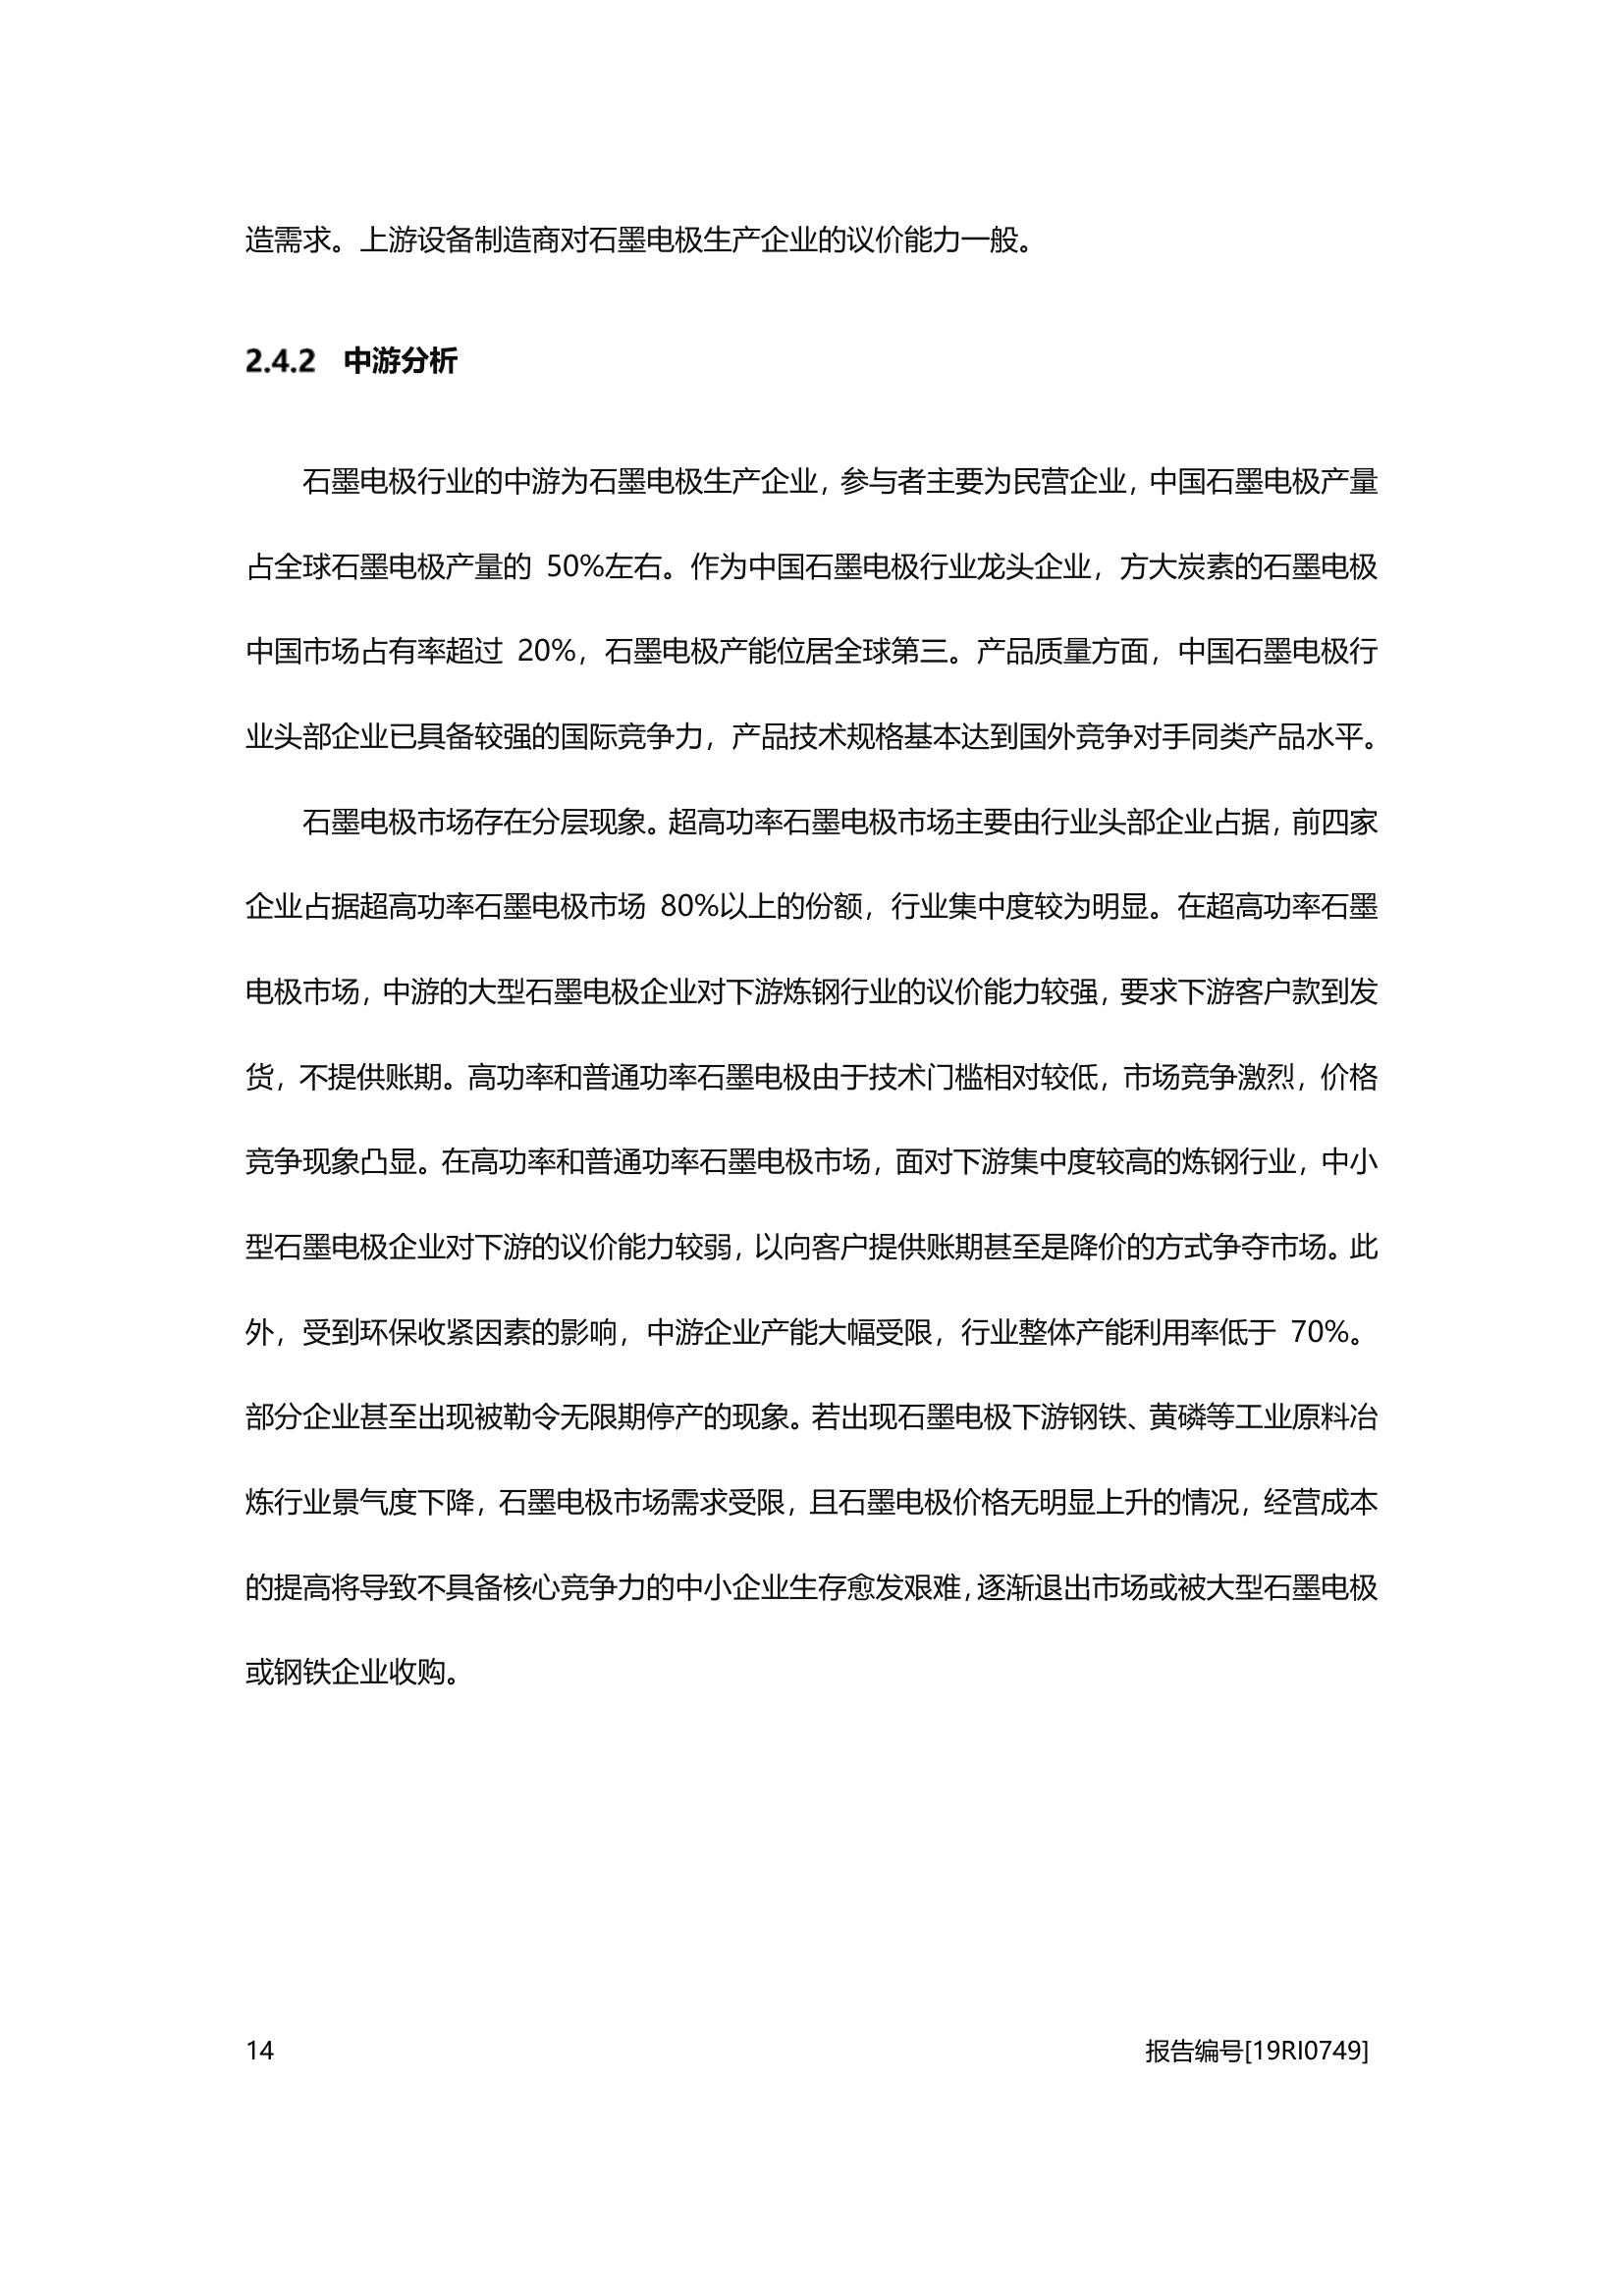 造需求。上游设备制造商对石墨电极生产企业的议价能力一般。
2.4.2 中游分析
石墨电极行业的中游为石墨电极生产企业，参与者主要为民营企业，中国石墨电极产量
占全球石墨电极产量的 50%左右。作为中国石墨电极行业龙头企业，方大炭素的石墨电极
中国市场占有率超过 20%，石墨电极产能位居全球第三。产品质量方面，中国石墨电极行
业头部企业已具备较强的国际竞争力，产品技术规格基本达到国外竞争对手同类产品水平。
石墨电极市场存在分层现象。超高功率石墨电极市场主要由行业头部企业占据，前四家
企业占据超高功率石墨电极市场 80%以上的份额，行业集中度较为明显。在超高功率石墨
电极市场，中游的大型石墨电极企业对下游炼钢行业的议价能力较强，要求下游客户款到发
货，不提供账期。高功率和普通功率石墨电极由于技术门槛相对较低，市场竞争激烈，价格
竞争现象凸显。在高功率和普通功率石墨电极市场，面对下游集中度较高的炼钢行业，中小
型石墨电极企业对下游的议价能力较弱，以向客户提供账期甚至是降价的方式争夺市场。此
外，受到环保收紧因素的影响，中游企业产能大幅受限，行业整体产能利用率低于 70%。
部分企业甚至出现被勒令无限期停产的现象。若出现石墨电极下游钢铁、黄磷等工业原料冶
炼行业景气度下降，石墨电极市场需求受限，且石墨电极价格无明显上升的情况，经营成本
的提高将导致不具备核心竞争力的中小企业生存愈发艰难，逐渐退出市场或被大型石墨电极
或钢铁企业收购。
14 报告编号[19RI0749]